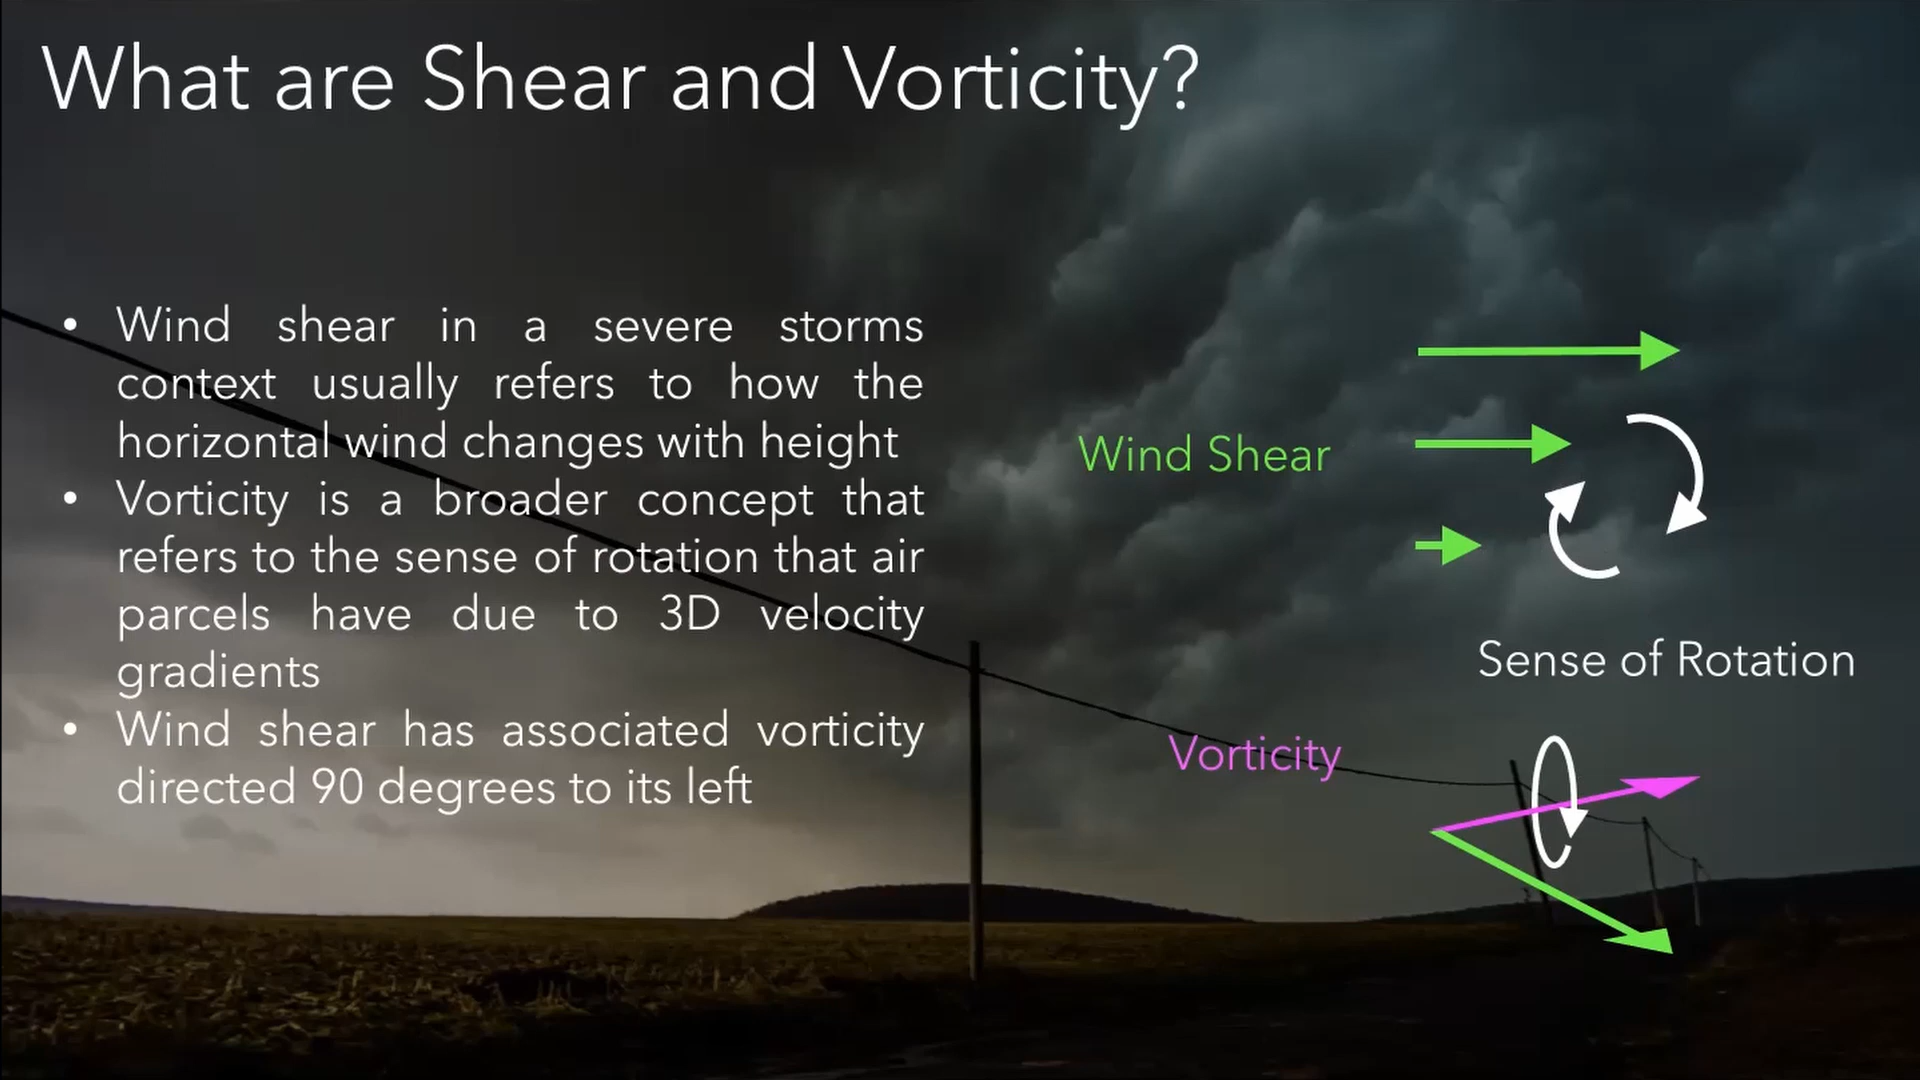 What are Shear and Vorticity?
• Wind shear in a severe storms
context usually refers to how the
horizontal wind changes with height
• Vorticity is a broader concept that
refers to the sense of rotation that air
parcels have due to 3D velocity
gradients
• Wind shear has associated vorticity
directed 90 degrees to its left
Wind Shear
Sense of Rotation
Vorticity